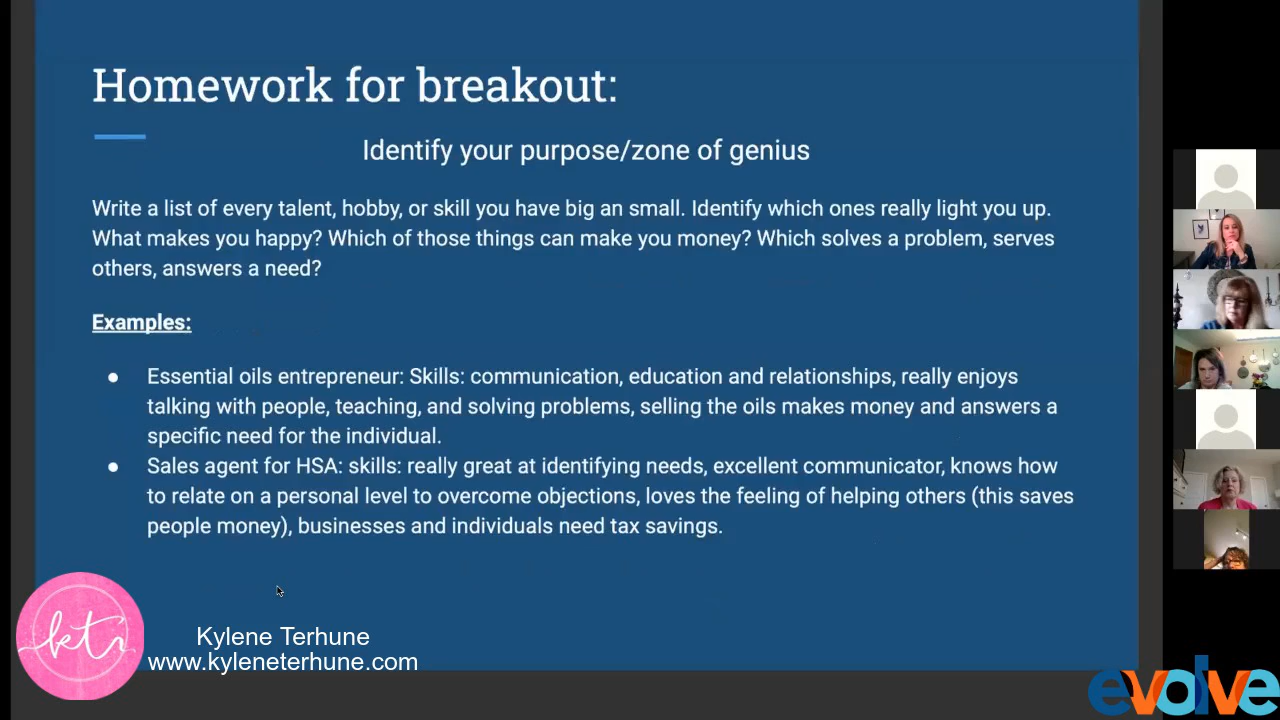 Homework for breakout:
Identify your purpose/zone of genius
Write a list of every talent, hobby, or skill you have big an small. Identify which ones really light you up.
What makes you happy? Which of those things can make you money? Which solves a problem, serves
others, answers a need?
Examples:
● Essential oils entrepreneur: Skills: communication, education and relationships, really enjoys
talking with people, teaching, and solving problems, selling the oils makes money and answers a
specific need for the individual.
● Sales agent for HSA: skills: really great at identifying needs, excellent communicator, knows how
to relate on a personal level to overcome objections, loves the feeling of helping others (this saves
people money), businesses and individuals need tax savings.
kt
Kylene Terhune
www.kyleneterhune.com
evolve